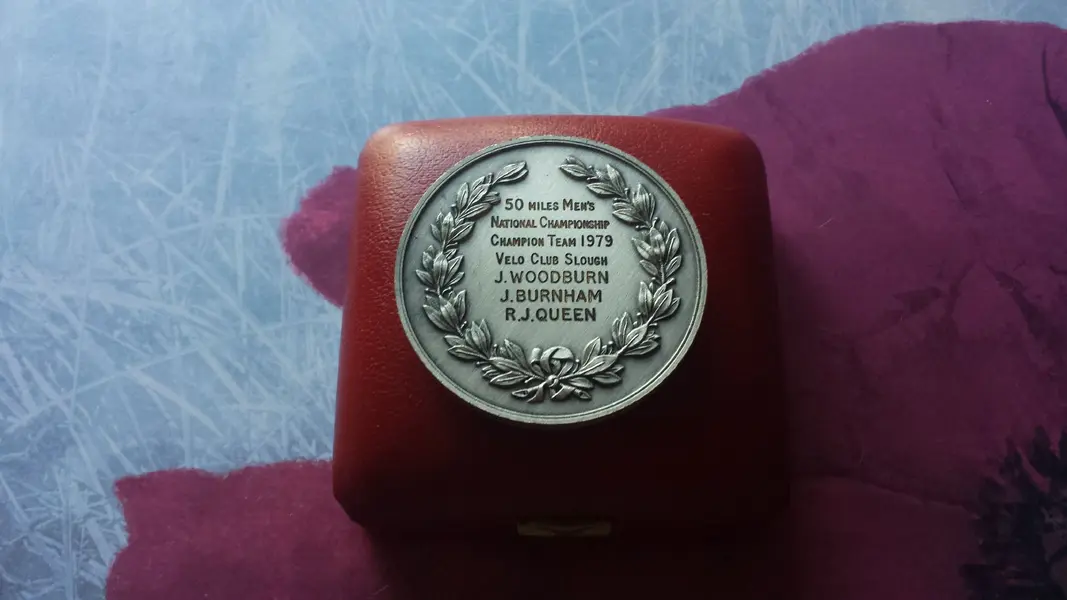 50 MILES MEN'S
NATIONAL CHAMPIONSHIP
CHAMPION TEAM 1979
VELO CLUB SLOUGH
J. WOODBURN
J. BURNHAM
R.J. QUEEN